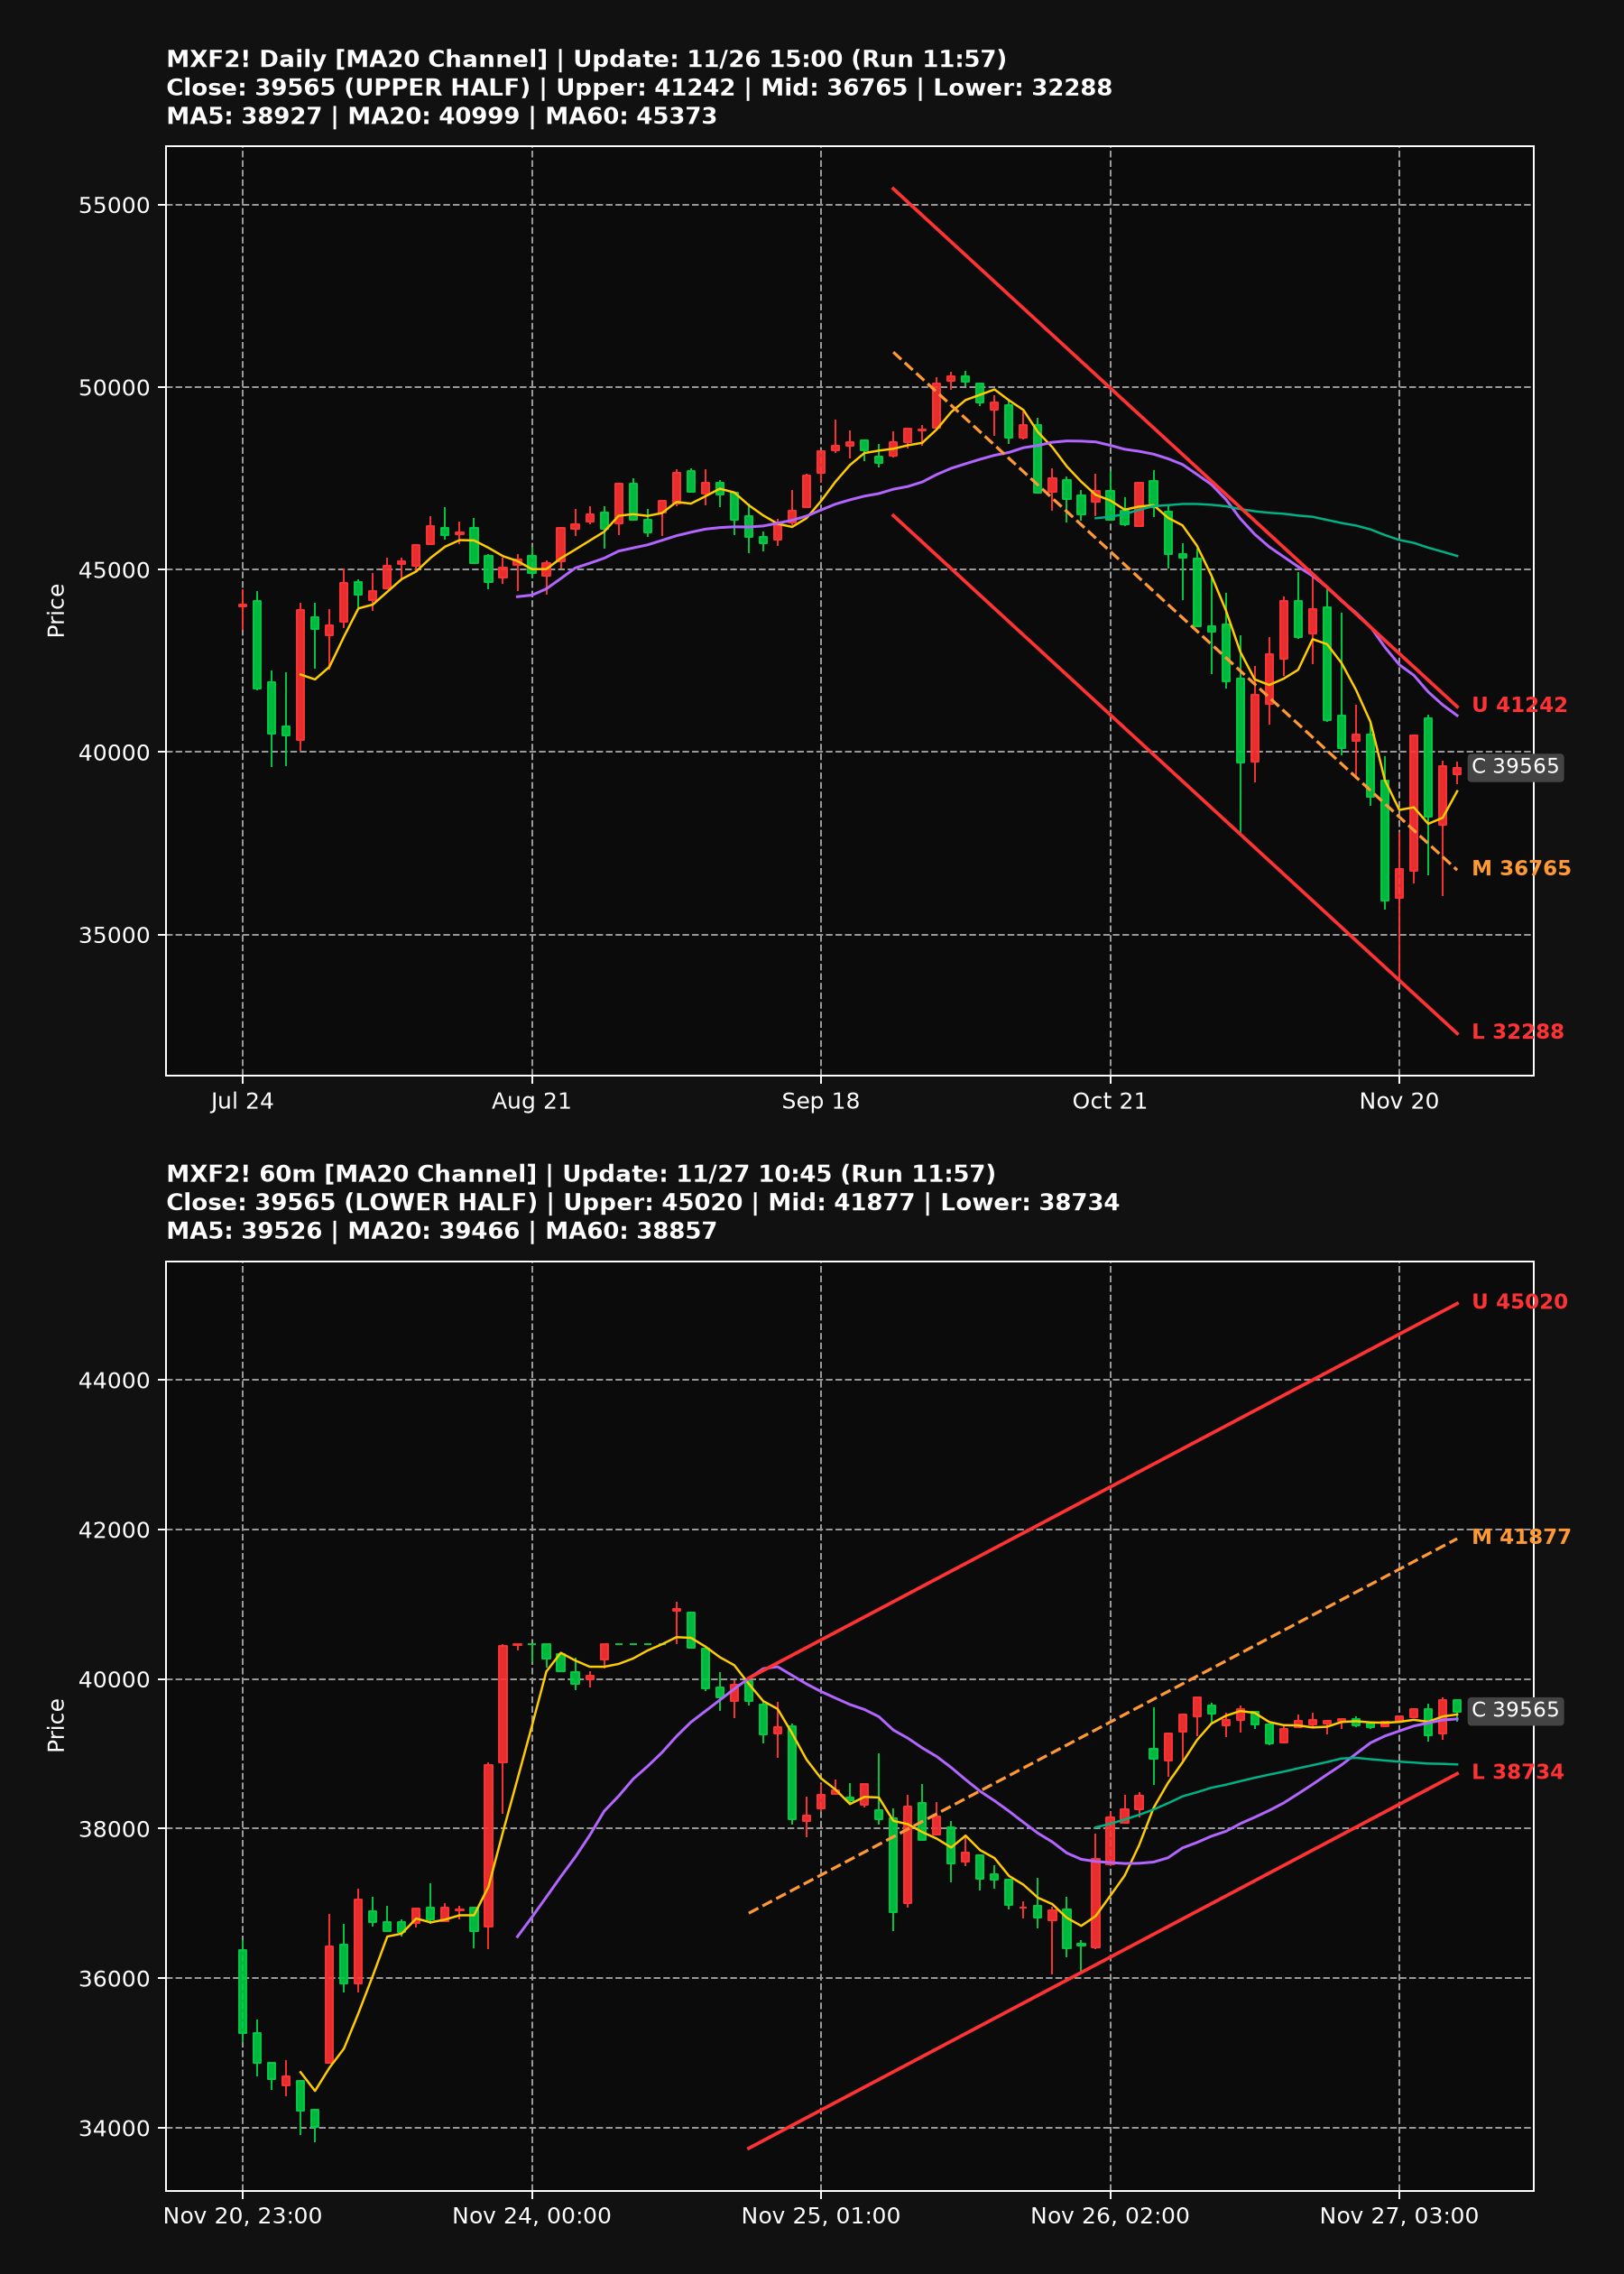 MXF2! Daily [MA20 Channel] | Update: 11/26 15:00 (Run 11:57)
Close: 39565 (UPPER HALF) | Upper: 41242 | Mid: 36765 | Lower: 32288
MA5: 38927 | MA20: 40999 | MA60: 45373
55000
50000
45000
40000
35000
Price
U 41242
C 39565
M 36765
L 32288
Jul 24
Aug 21
Sep 18
Oct 21
Nov 20
MXF2! 60m [MA20 Channel] | Update: 11/27 10:45 (Run 11:57)
Close: 39565 (LOWER HALF) | Upper: 45020 | Mid: 41877 | Lower: 38734
MA5: 39526 | MA20: 39466 | MA60: 38857
44000
42000
40000
38000
36000
34000
Price
U 45020
M 41877
C 39565
L 38734
Nov 20, 23:00
Nov 24, 00:00
Nov 25, 01:00
Nov 26, 02:00
Nov 27, 03:00